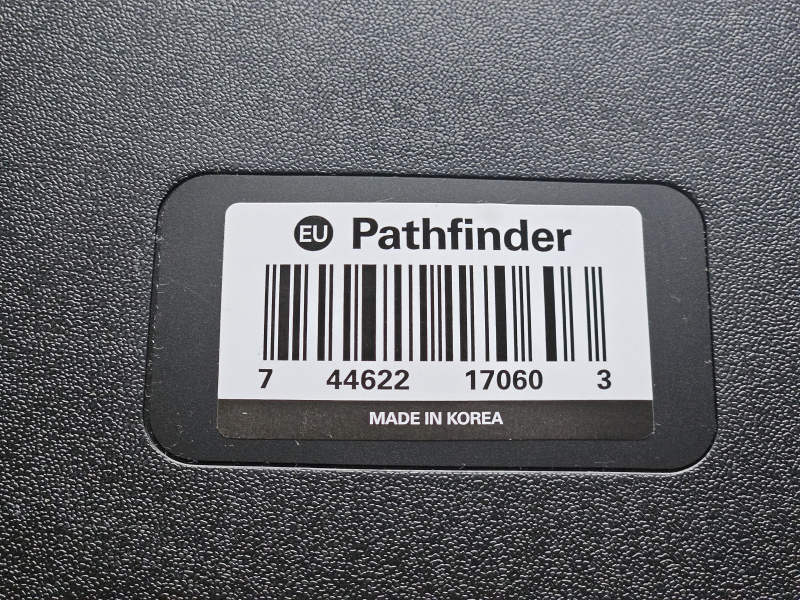 EU Pathfinder
7 44622 17060 3
MADE IN KOREA